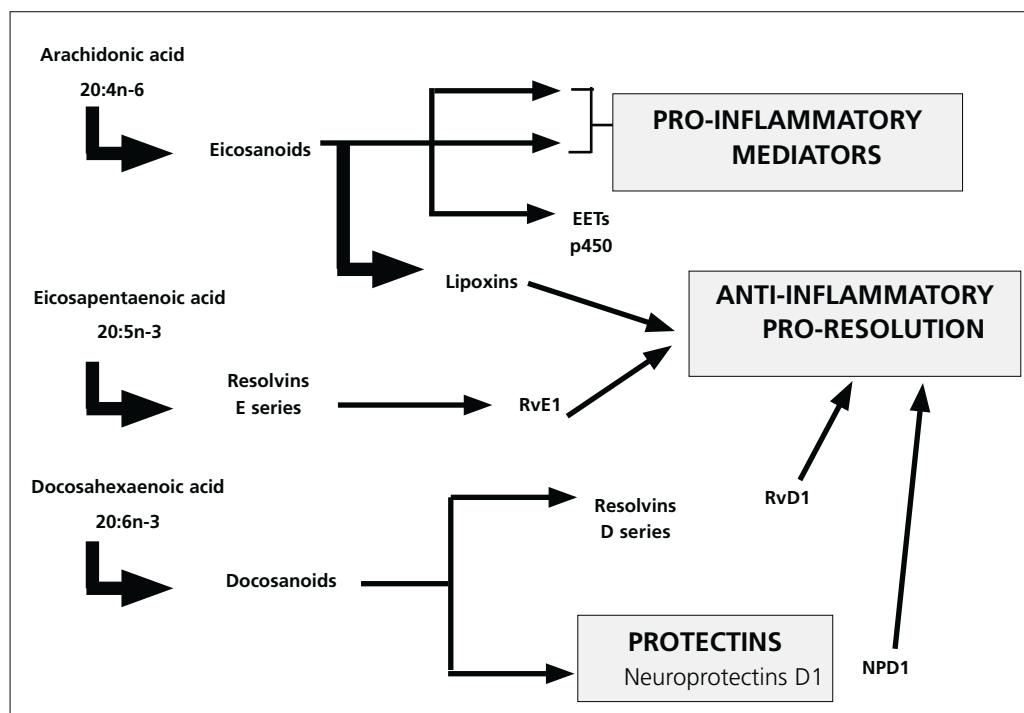 Arachidonic acid
20:4n-6
Eicosanoids
PRO-INFLAMMATORY
MEDIATORS
EETs
p450
Lipoxins
ANTI-INFLAMMATORY
PRO-RESOLUTION
Eicosapentaenoic acid
20:5n-3
Resolvins
E series
RvE1
Docosahexaenoic acid
20:6n-3
Docosanoids
Resolvins
D series
RvD1
PROTECTINS
Neuroprotectins D1
NPD1